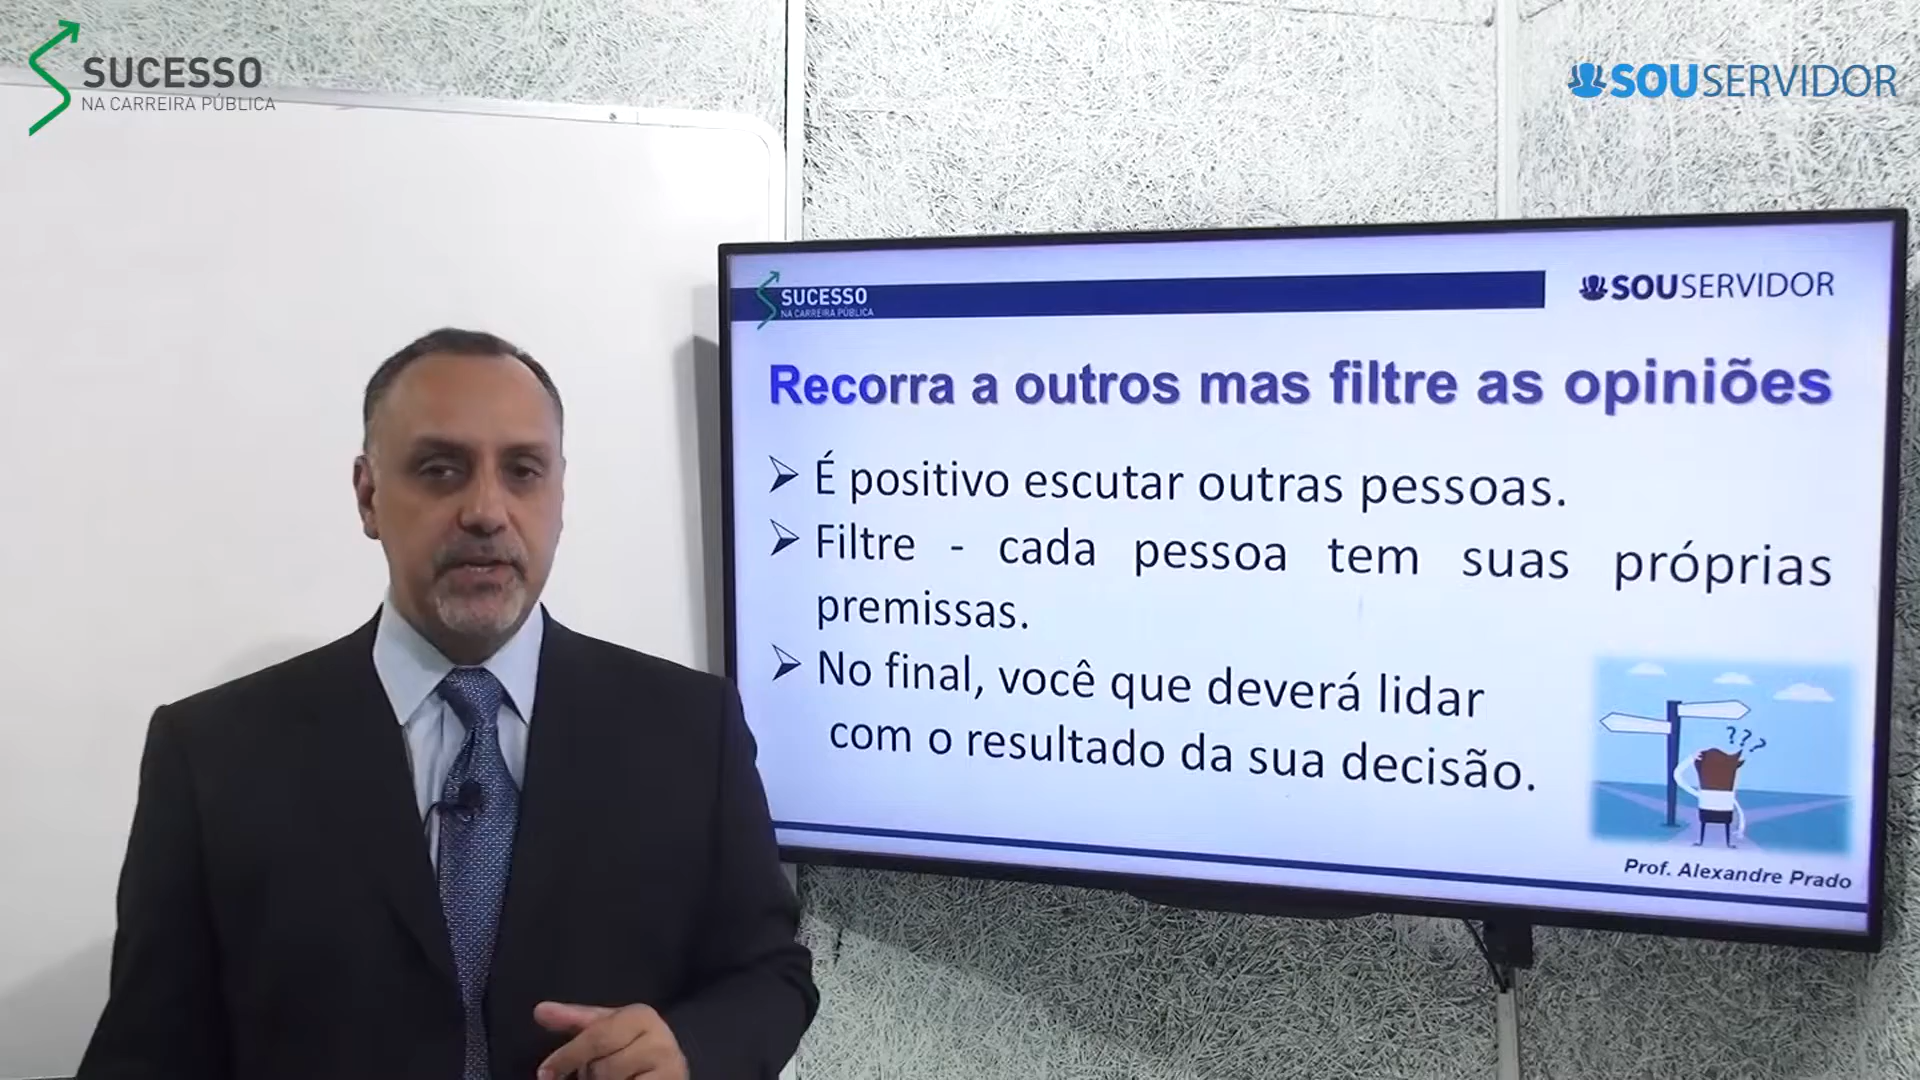 SUCESSO
NA CARREIRA PÚBLICA
SOUSERVIDOR
SUCESSO
NA CARREIRA PÚBLICA
SOUSERVIDOR
Recorra a outros mas filtre as opiniões
➢ É positivo escutar outras pessoas.
➢ Filtre - cada pessoa tem suas próprias
premissas.
➢ No final, você que deverá lidar
com o resultado da sua decisão.
???
Prof. Alexandre Prado